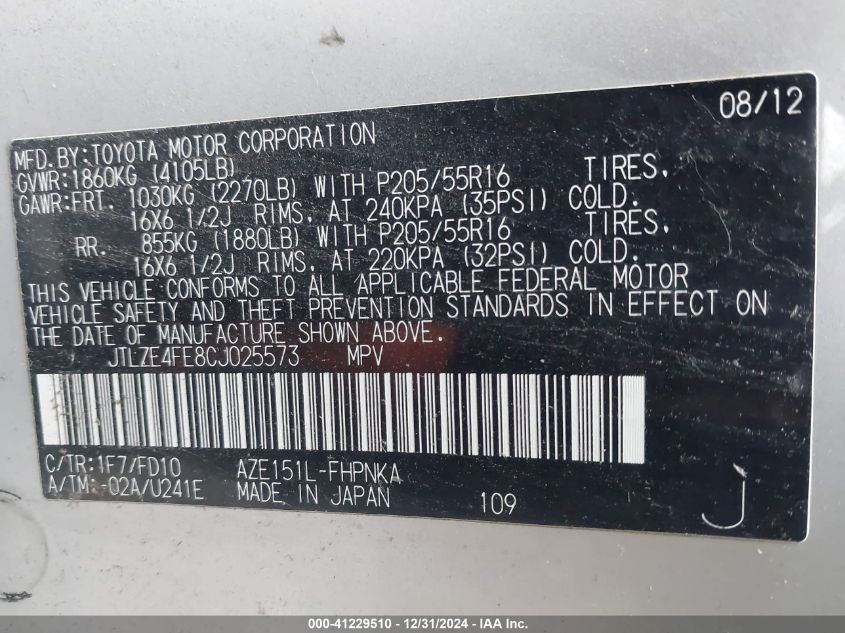 08/12
MFD.BY:TOYOTA MOTOR CORPORATION
GVWR:1860KG (4105LB)
GAWR:FRT. 1030KG (2270LB) WITH P205/55R16 TIRES,
16X6 1/2J RIMS, AT 240KPA (35PSI) COLD.
RR. 855KG (1880LB) WITH P205/55R16 TIRES,
16X6 1/2J RIMS, AT 220KPA (32PSI) COLD.
THIS VEHICLE CONFORMS TO ALL APPLICABLE FEDERAL MOTOR
VEHICLE SAFETY AND THEFT PREVENTION STANDARDS IN EFFECT ON
THE DATE OF MANUFACTURE SHOWN ABOVE.
JTLZE4FE8CJ025573 MPV
C/TR:1F7/FD10 AZE151L-FHPNKA
A/TM:-02A/U241E MADE IN JAPAN 109 J
000-41229510 - 12/31/2024 - IAA Inc.